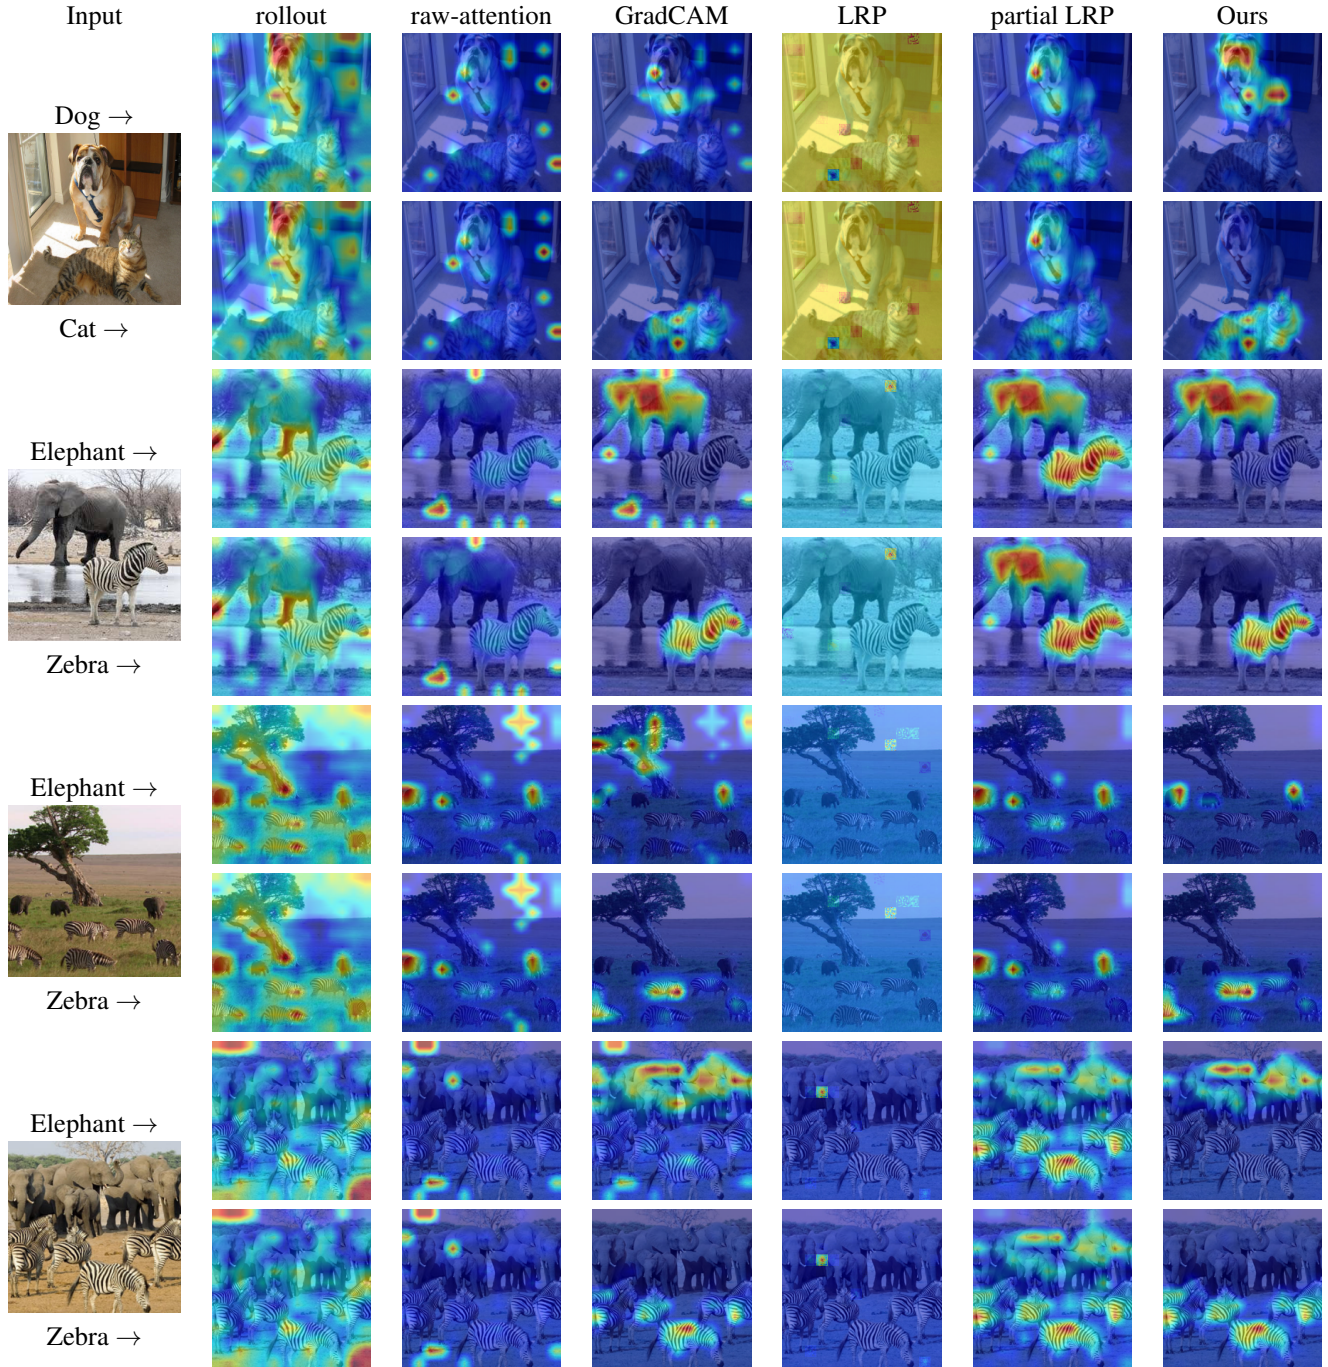 Input rollout raw-attention GradCAM LRP partial LRP Ours
Dog →
Cat →
Elephant →
Zebra →
Elephant →
Zebra →
Elephant →
Zebra →